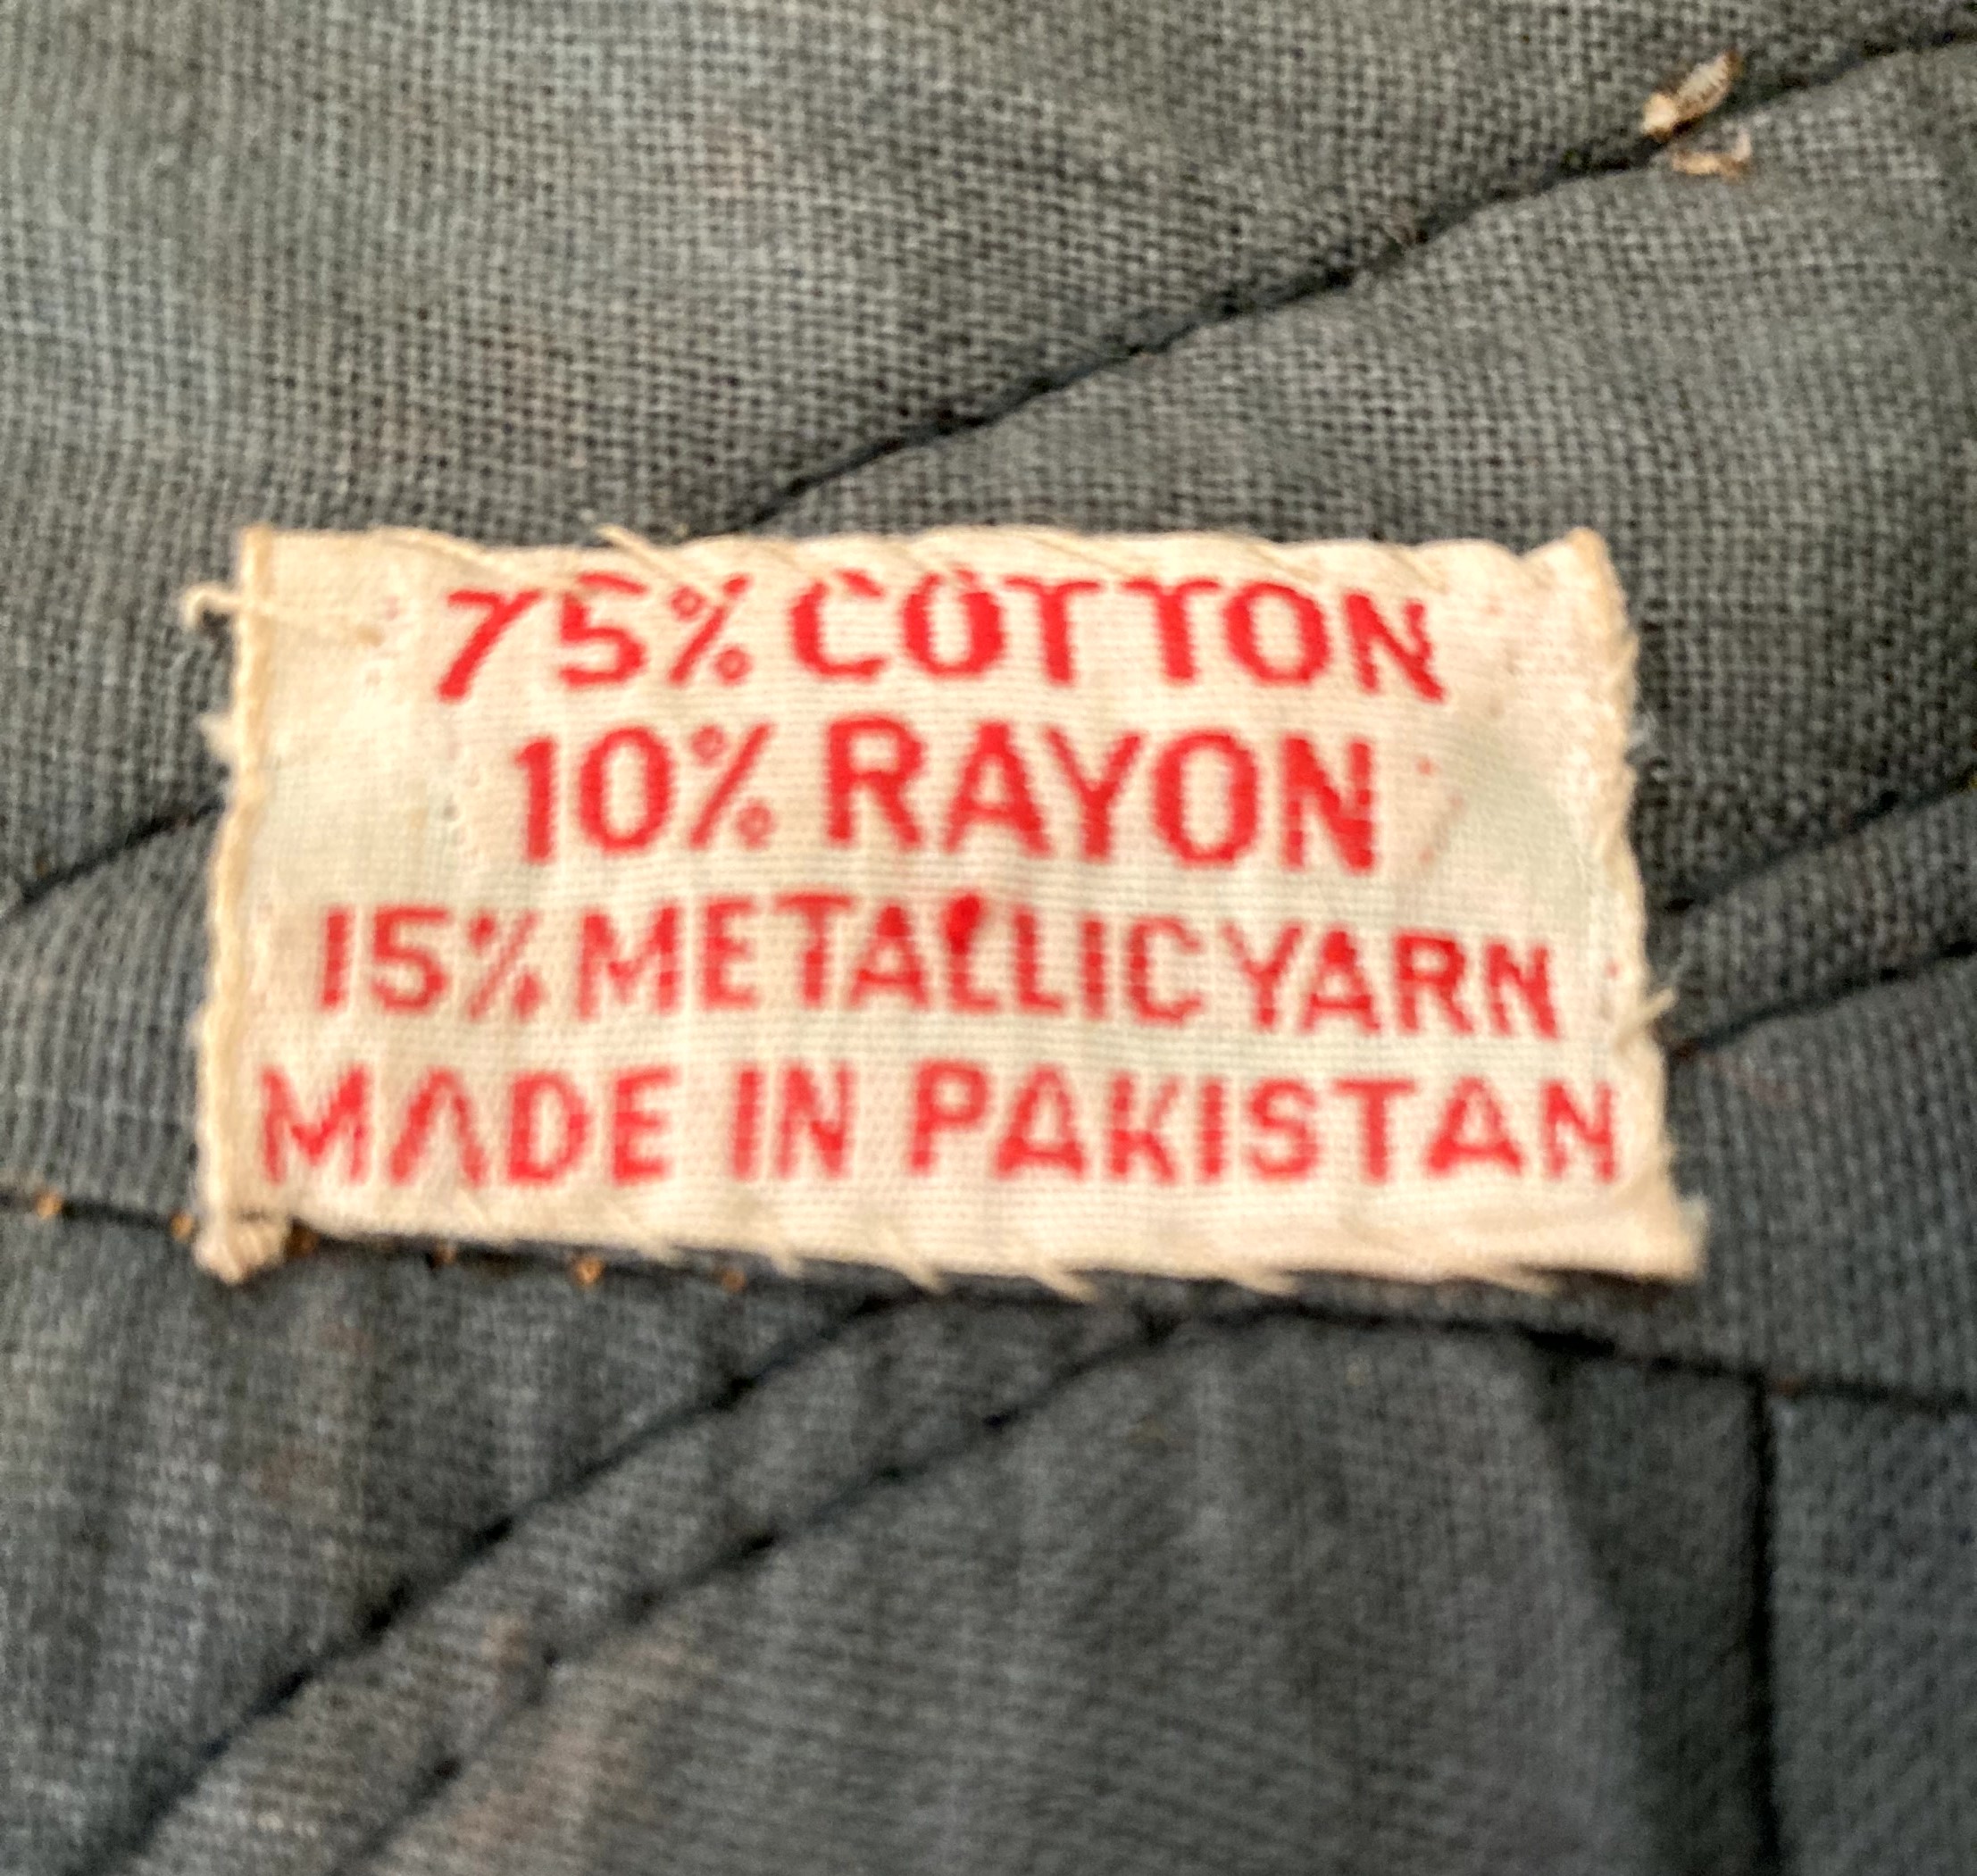 75% COTTON
10% RAYON
15% METALLIC YARN
MADE IN PAKISTAN